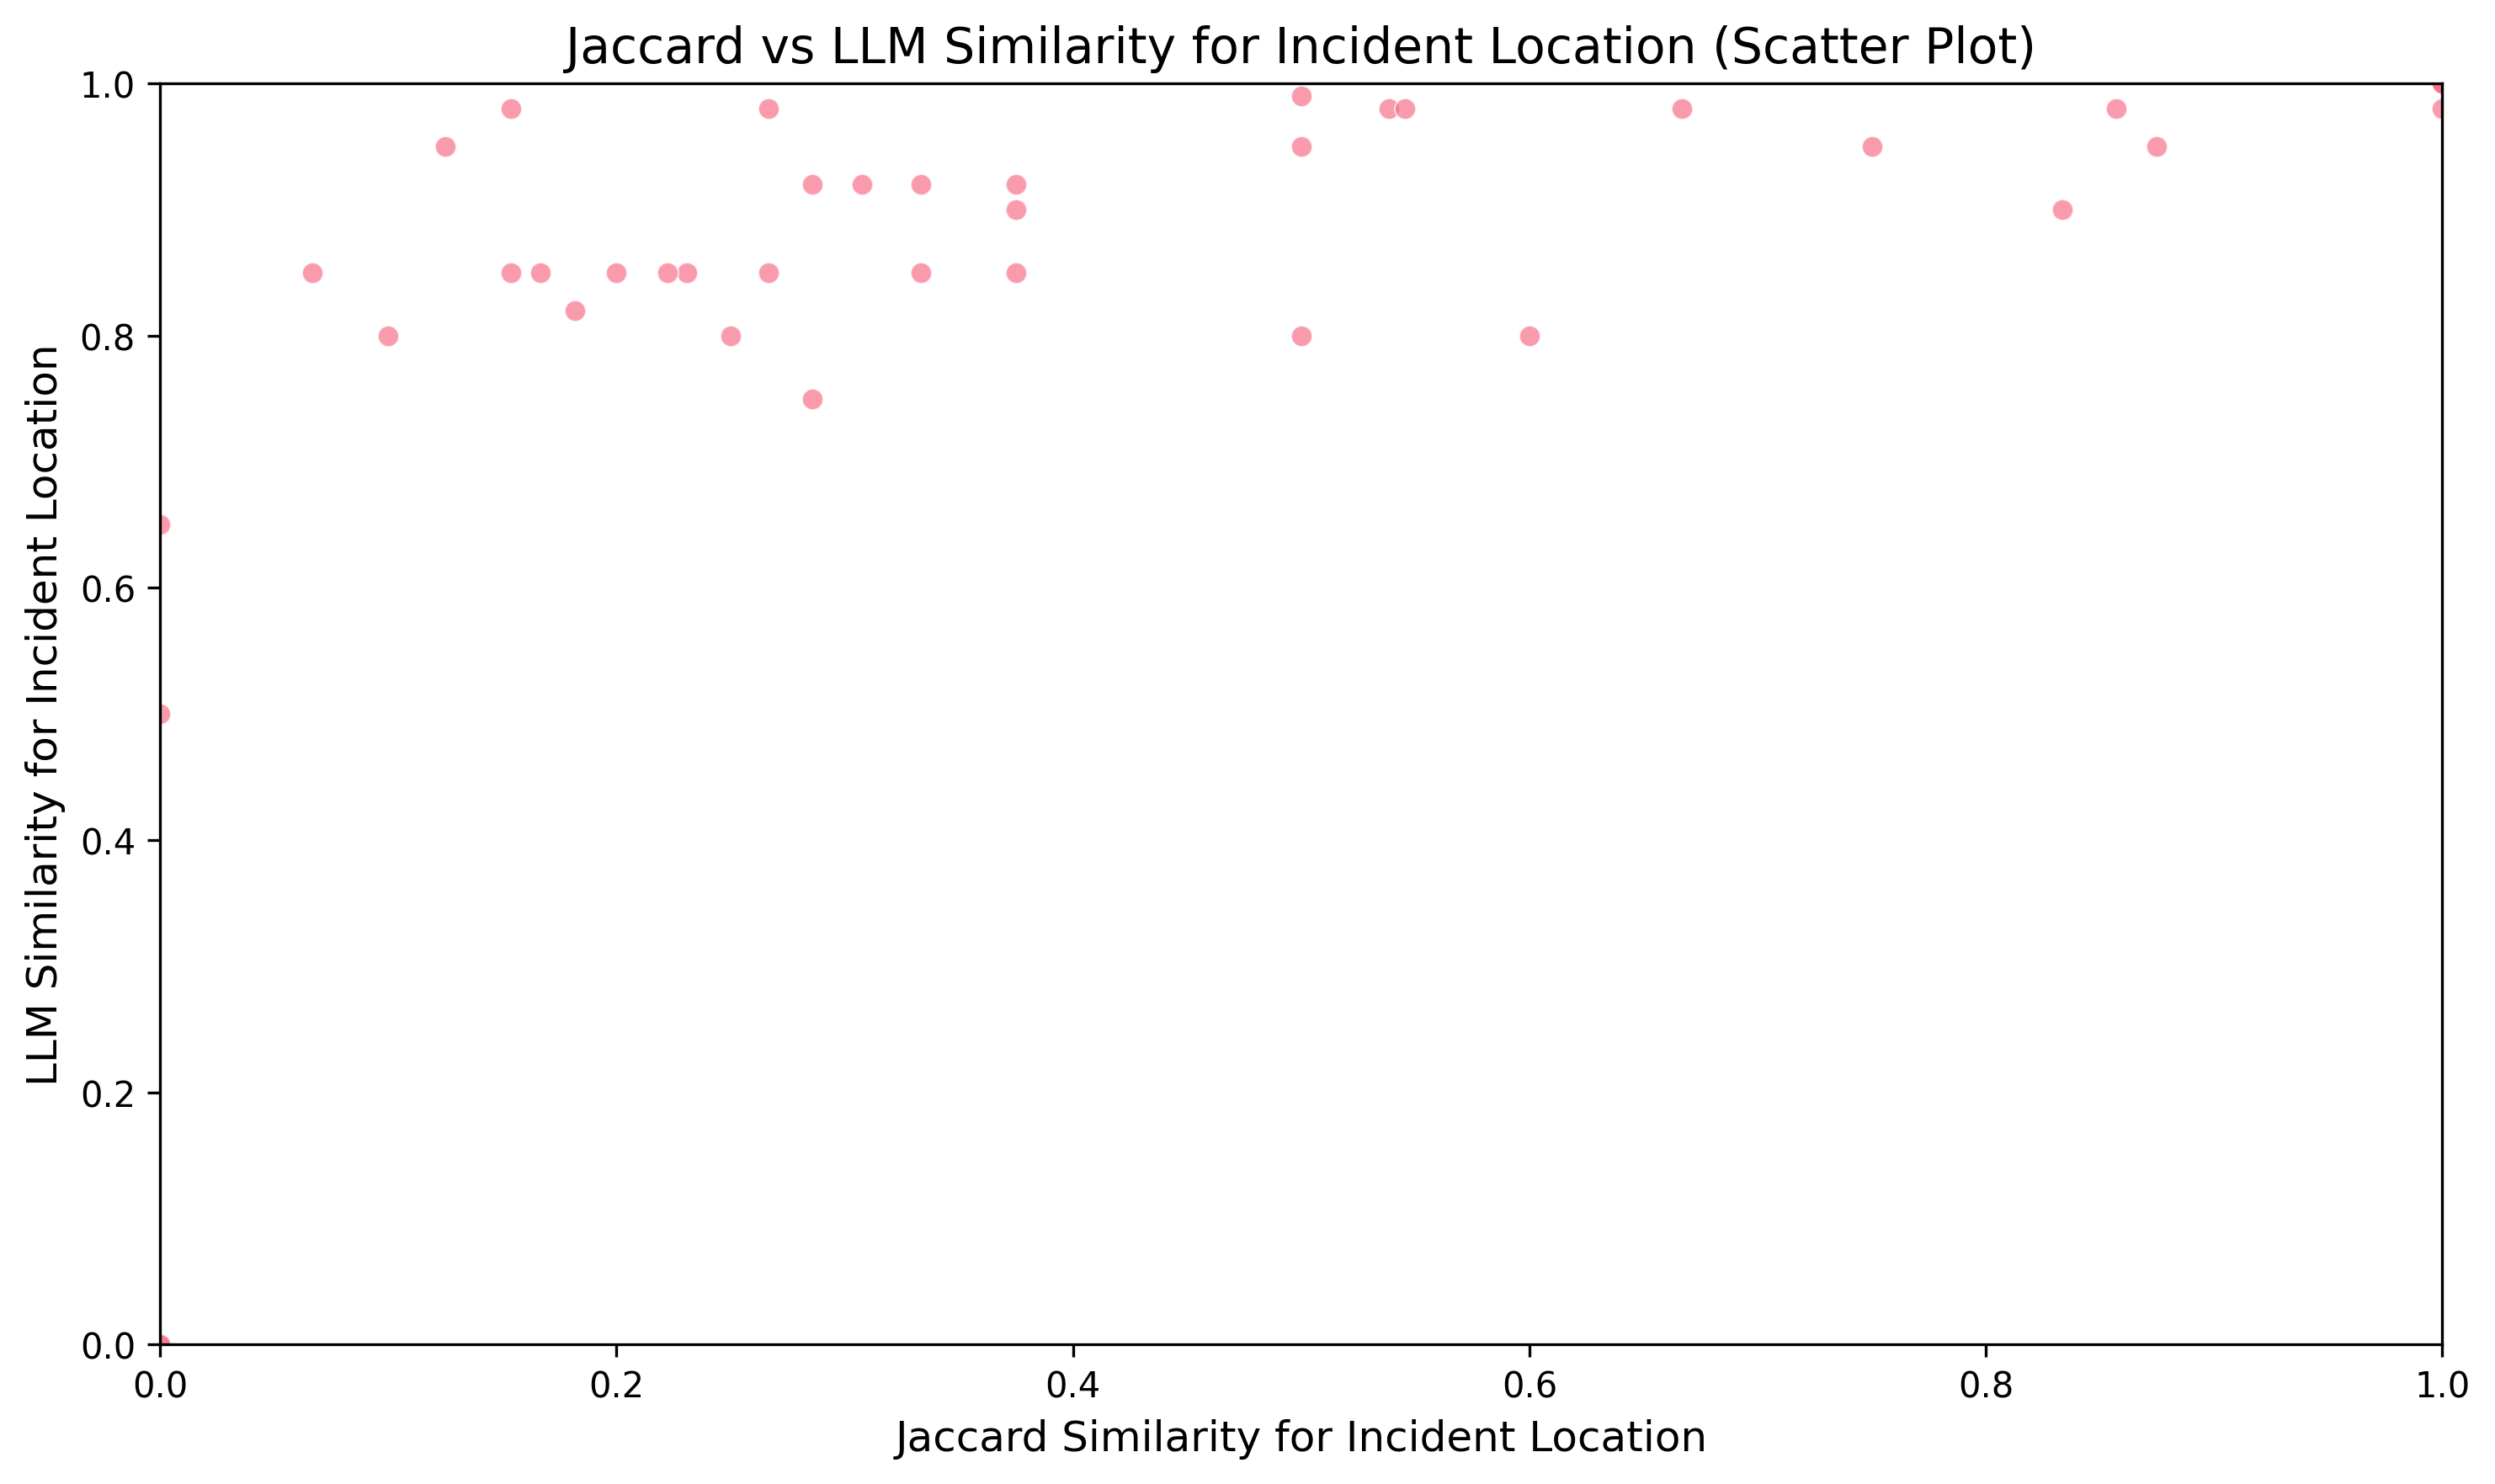 Jaccard vs LLM Similarity for Incident Location (Scatter Plot)
1.0
0.8
0.6
0.4
0.2
0.0
LLM Similarity for Incident Location
0.0 0.2 0.4 0.6 0.8 1.0
Jaccard Similarity for Incident Location